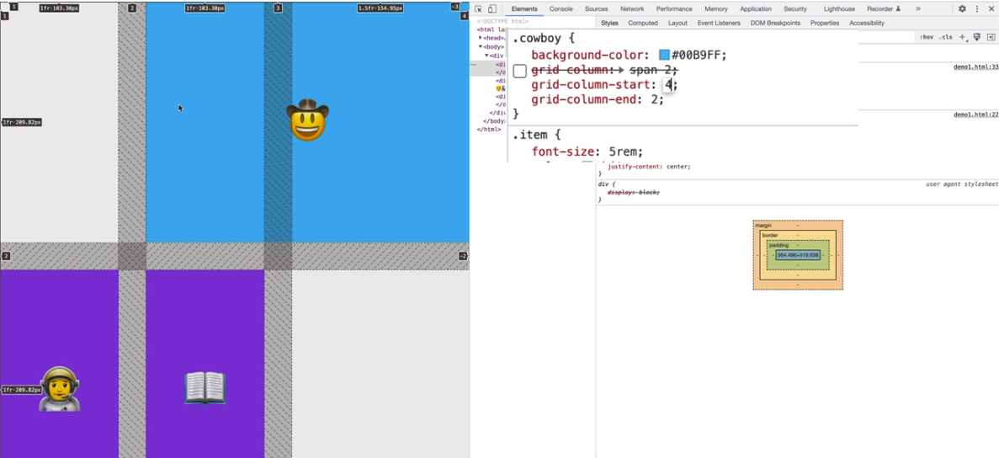 1 1fr·103.30px 2 1fr·103.30px 3 1.5fr·154.95px -3
1 4
1fr·209.82px
2 -2
1fr·209.82px
Elements Console Sources Network Performance Memory Application Security Lighthouse Recorder »
<!DOCTYPE html>
<html la
<head>
<body>
<div
<di
</d
<di
🤠&
<di
</d
</div
</body>
</html>
Styles Computed Layout Event Listeners DOM Breakpoints Properties Accessibility
:hov .cls +
.cowboy {
background-color: #00B9FF;
grid-column: span 2;
grid-column-start: 4;
grid-column-end: 2;
}
demo1.html:33
demo1.html:22
.item {
font-size: 5rem;
justify-content: center;
}
div { user agent stylesheet
display: block;
}
margin -
border -
padding -
- - - 564.496×419.638 - - -
-
-
-